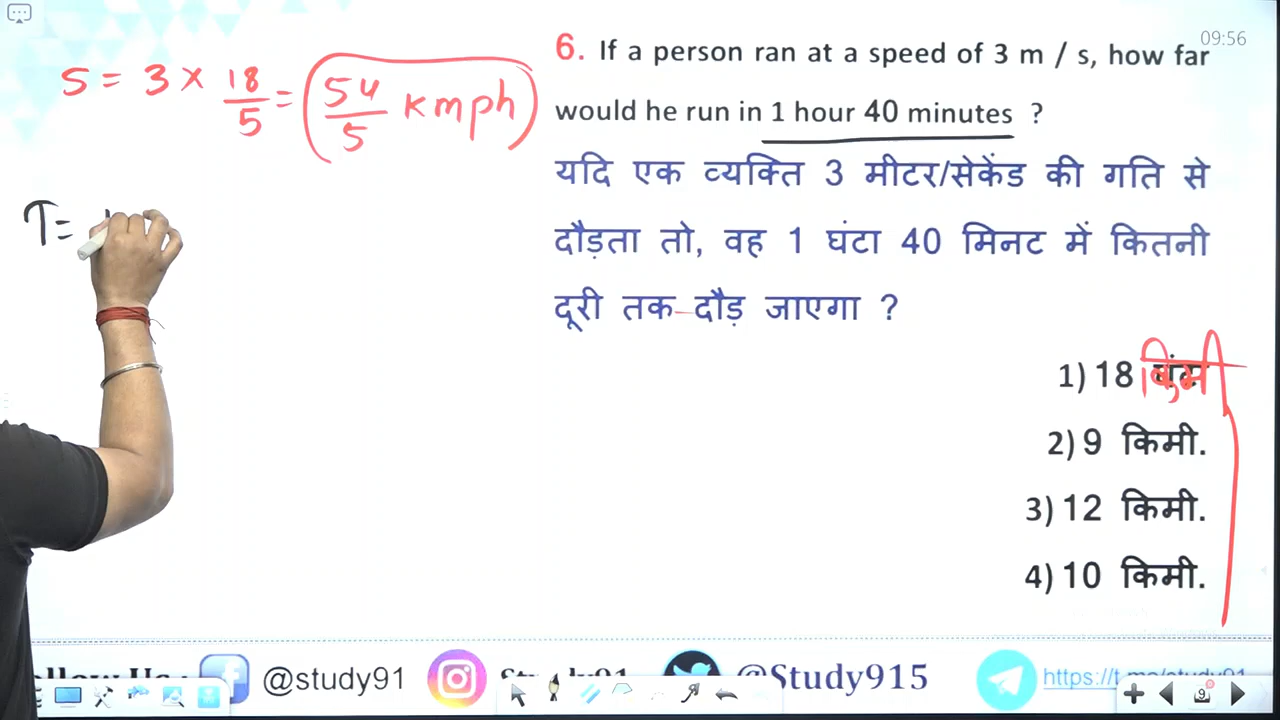 09:56
S = 3 × 18/5 = 54/5 kmph
T =
6. If a person ran at a speed of 3 m / s, how far
would he run in 1 hour 40 minutes ?
यदि एक व्यक्ति 3 मीटर/सेकेंड की गति से
दौड़ता तो, वह 1 घंटा 40 मिनट में कितनी
दूरी तक दौड़ जाएगा ?
1) 18 किमी
2) 9 किमी.
3) 12 किमी.
4) 10 किमी.
@study91
@Study915
9